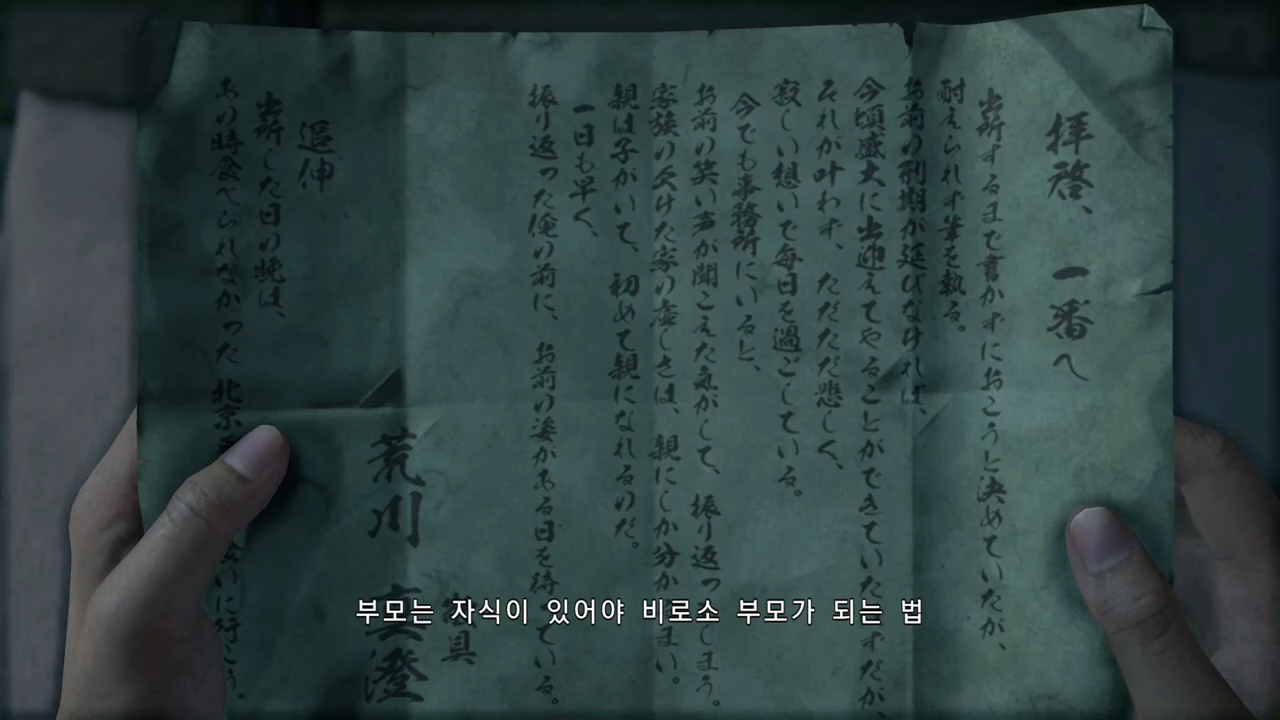 拝啓、一番へ
出所するまで書かずにおこうと決めていたが、
耐えられず筆を執る。
お前の刑期が延びなければ、
今頃盛大に出迎えてやることができていたはずだが、
それが叶わず、ただただ悲しく、
寂しい想いで毎日を過ごしている。
今でも事務所にいると、
お前の笑い声が聞こえた気がして、振り返ってしまう。
家族の欠けた家の虚しさは、親にしか分かるまい。
親は子がいて、初めて親になれるのだ。
一日も早く、
振り返った俺の前に、お前の姿がある日を待っている。
敬具
荒川 真澄
追伸
出所した日の晩は、
あの時食べられなかった北京 に行こう。
부모는 자식이 있어야 비로소 부모가 되는 법